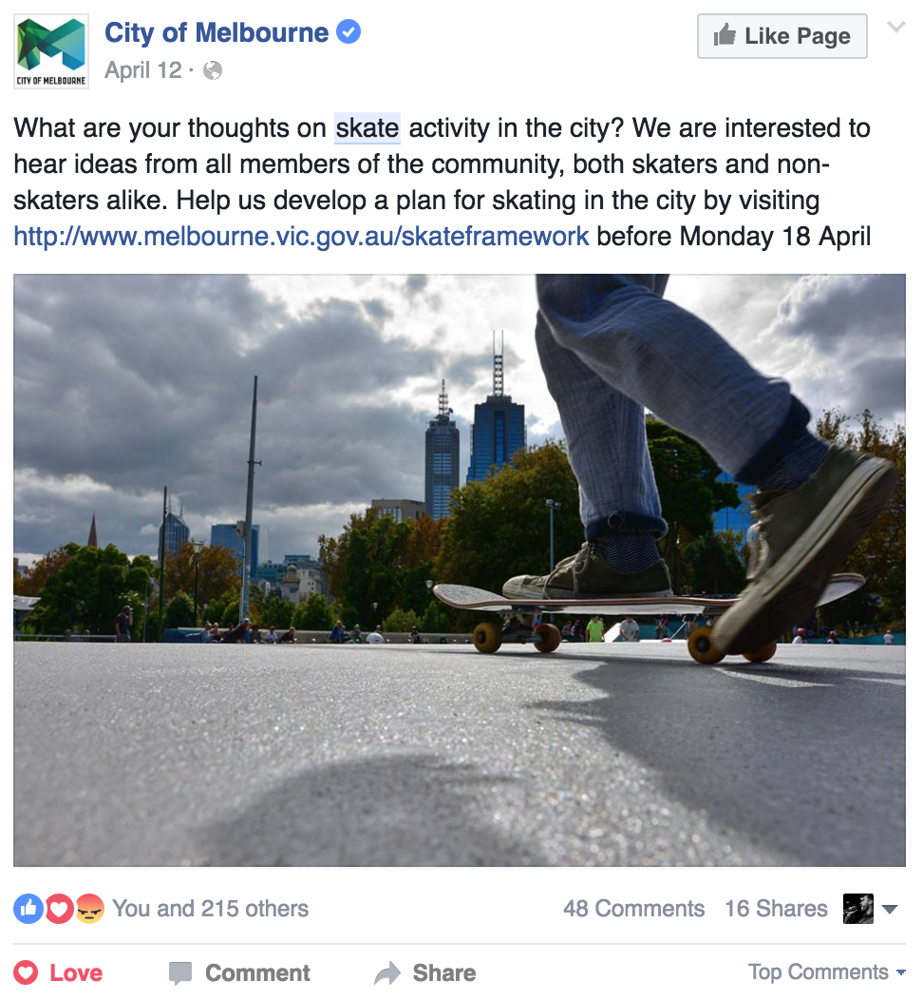 City of Melbourne
Like Page
CITY OF MELBOURNE
April 12 ·
What are your thoughts on skate activity in the city? We are interested to
hear ideas from all members of the community, both skaters and non-
skaters alike. Help us develop a plan for skating in the city by visiting
http://www.melbourne.vic.gov.au/skateframework before Monday 18 April
You and 215 others
48 Comments
16 Shares
Love
Comment
Share
Top Comments